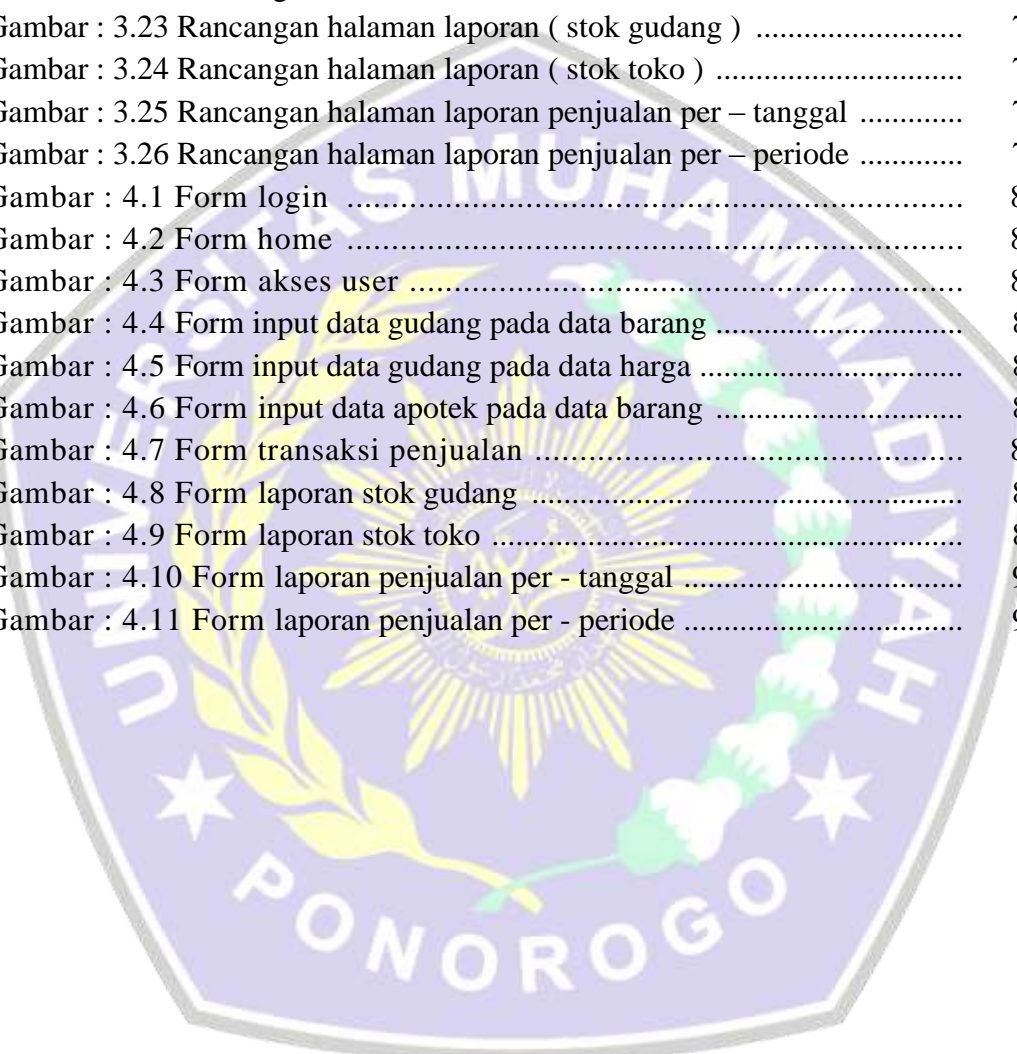 Gambar : 3.23 Rancangan halaman laporan ( stok gudang ) ..........................
Gambar : 3.24 Rancangan halaman laporan ( stok toko ) ...............................
Gambar : 3.25 Rancangan halaman laporan penjualan per – tanggal .............
Gambar : 3.26 Rancangan halaman laporan penjualan per – periode .............
Gambar : 4.1 Form login ......................................................................
Gambar : 4.2 Form home ......................................................................
Gambar : 4.3 Form akses user ...............................................................
Gambar : 4.4 Form input data gudang pada data barang ...............................
Gambar : 4.5 Form input data gudang pada data harga .................................
Gambar : 4.6 Form input data apotek pada data barang ...............................
Gambar : 4.7 Form transaksi penjualan ................................................
Gambar : 4.8 Form laporan stok gudang ......................................................
Gambar : 4.9 Form laporan stok toko ...........................................................
Gambar : 4.10 Form laporan penjualan per - tanggal ...................................
Gambar : 4.11 Form laporan penjualan per - periode ...................................
UNIVERSITAS MUHAMMADIYAH
PONOROGO